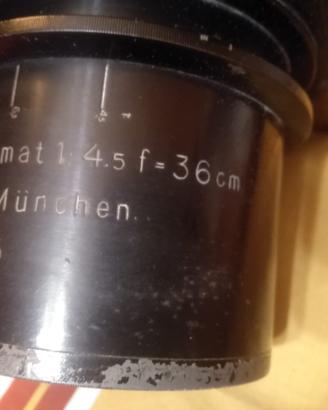 mat 1: 4.5 f = 36cm
München.